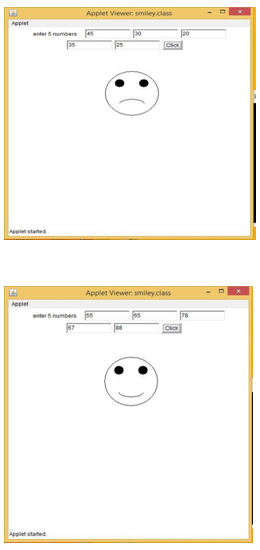 Applet Viewer: smiley.class
Applet
enter 5 numbers 45 30 20
35 25 Click
Applet started.
Applet Viewer: smiley.class
Applet
enter 5 numbers 55 65 78
67 88 Click
Applet started.